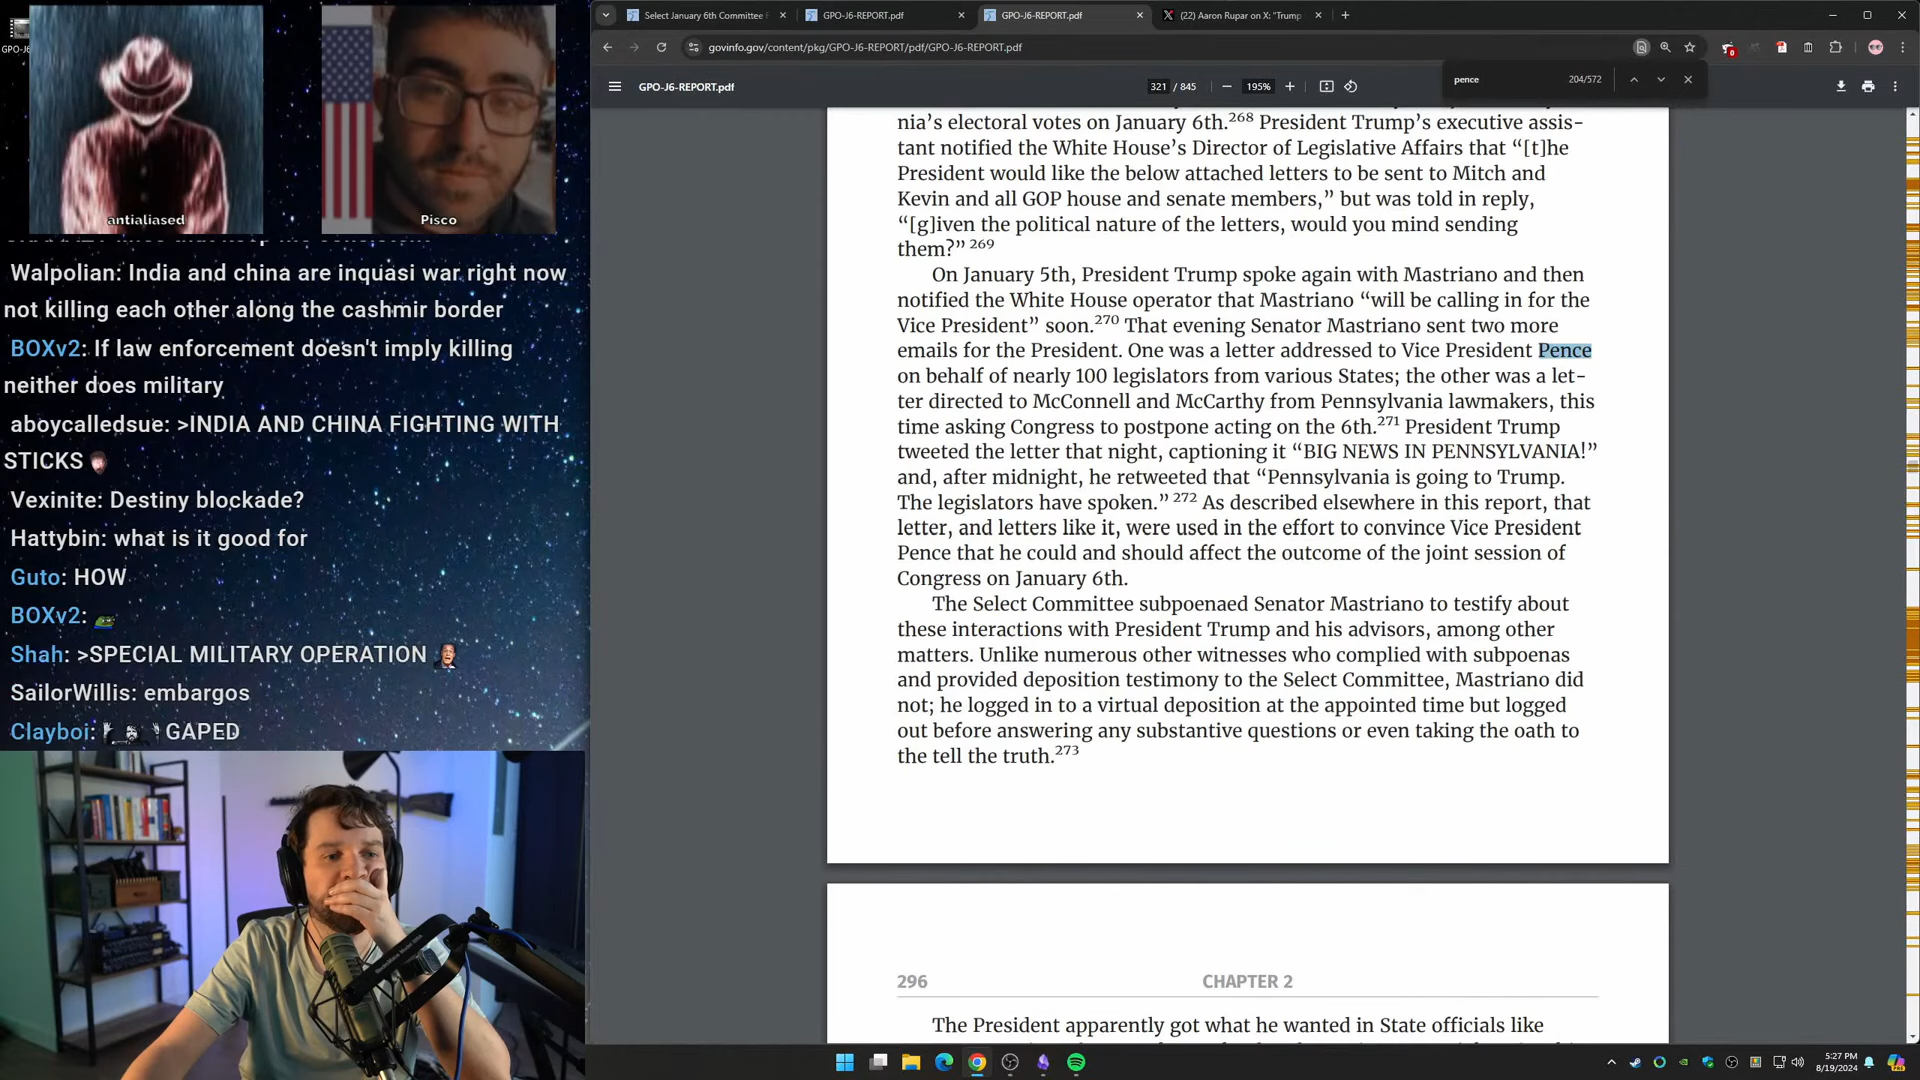 Select January 6th Committee F
GPO-J6-REPORT.pdf
GPO-J6-REPORT.pdf
(22) Aaron Rupar on X: "Trump
govinfo.gov/content/pkg/GPO-J6-REPORT/pdf/GPO-J6-REPORT.pdf
pence
204/572
GPO-J6-REPORT.pdf
321 / 845
195%
GPO-J6
antialiased
Pisco
Walpolian: India and china are inquasi war right now
not killing each other along the cashmir border
BOXv2: If law enforcement doesn't imply killing
neither does military
aboycalledsue: >INDIA AND CHINA FIGHTING WITH
STICKS
Vexinite: Destiny blockade?
Hattybin: what is it good for
Guto: HOW
BOXv2:
Shah: >SPECIAL MILITARY OPERATION
SailorWillis: embargos
Clayboi: GAPED
nia’s electoral votes on January 6th.268 President Trump’s executive assis-
tant notified the White House’s Director of Legislative Affairs that “[t]he
President would like the below attached letters to be sent to Mitch and
Kevin and all GOP house and senate members,” but was told in reply,
“[g]iven the political nature of the letters, would you mind sending
them?” 269
On January 5th, President Trump spoke again with Mastriano and then
notified the White House operator that Mastriano “will be calling in for the
Vice President” soon.270 That evening Senator Mastriano sent two more
emails for the President. One was a letter addressed to Vice President Pence
on behalf of nearly 100 legislators from various States; the other was a let-
ter directed to McConnell and McCarthy from Pennsylvania lawmakers, this
time asking Congress to postpone acting on the 6th.271 President Trump
tweeted the letter that night, captioning it “BIG NEWS IN PENNSYLVANIA!”
and, after midnight, he retweeted that “Pennsylvania is going to Trump.
The legislators have spoken.” 272 As described elsewhere in this report, that
letter, and letters like it, were used in the effort to convince Vice President
Pence that he could and should affect the outcome of the joint session of
Congress on January 6th.
The Select Committee subpoenaed Senator Mastriano to testify about
these interactions with President Trump and his advisors, among other
matters. Unlike numerous other witnesses who complied with subpoenas
and provided deposition testimony to the Select Committee, Mastriano did
not; he logged in to a virtual deposition at the appointed time but logged
out before answering any substantive questions or even taking the oath to
the tell the truth.273
296
CHAPTER 2
The President apparently got what he wanted in State officials like
5:27 PM
8/19/2024